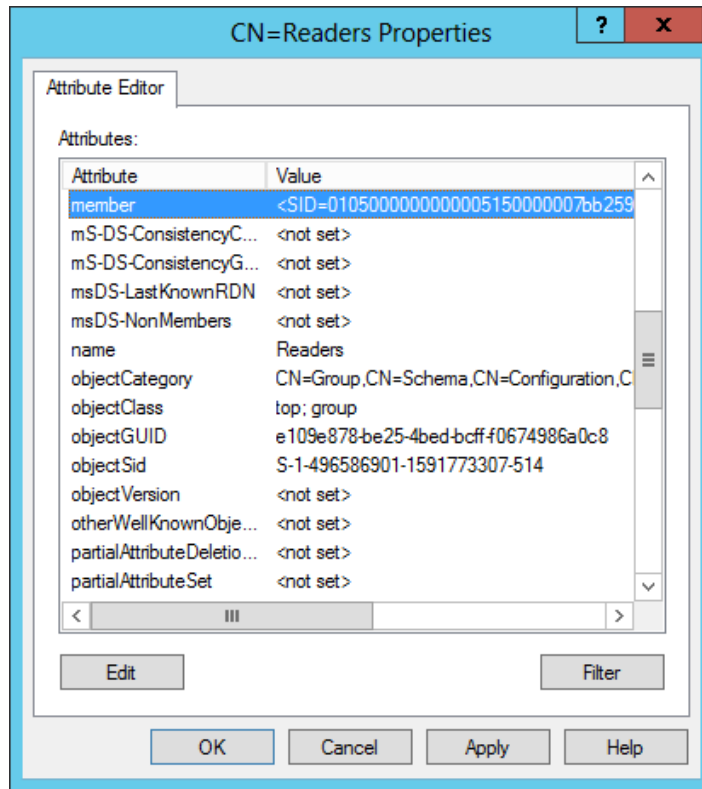 CN=Readers Properties ? x
Attribute Editor
Attributes:
Attribute Value
member <SID=0105000000000005150000007bb259
mS-DS-ConsistencyC... <not set>
mS-DS-ConsistencyG... <not set>
msDS-LastKnownRDN <not set>
msDS-NonMembers <not set>
name Readers
objectCategory CN=Group,CN=Schema,CN=Configuration,C
objectClass top; group
objectGUID e109e878-be25-4bed-bcff-f0674986a0c8
objectSid S-1-496586901-1591773307-514
objectVersion <not set>
otherWellKnownObje... <not set>
partialAttributeDeletio... <not set>
partialAttributeSet <not set>
Edit Filter
OK Cancel Apply Help